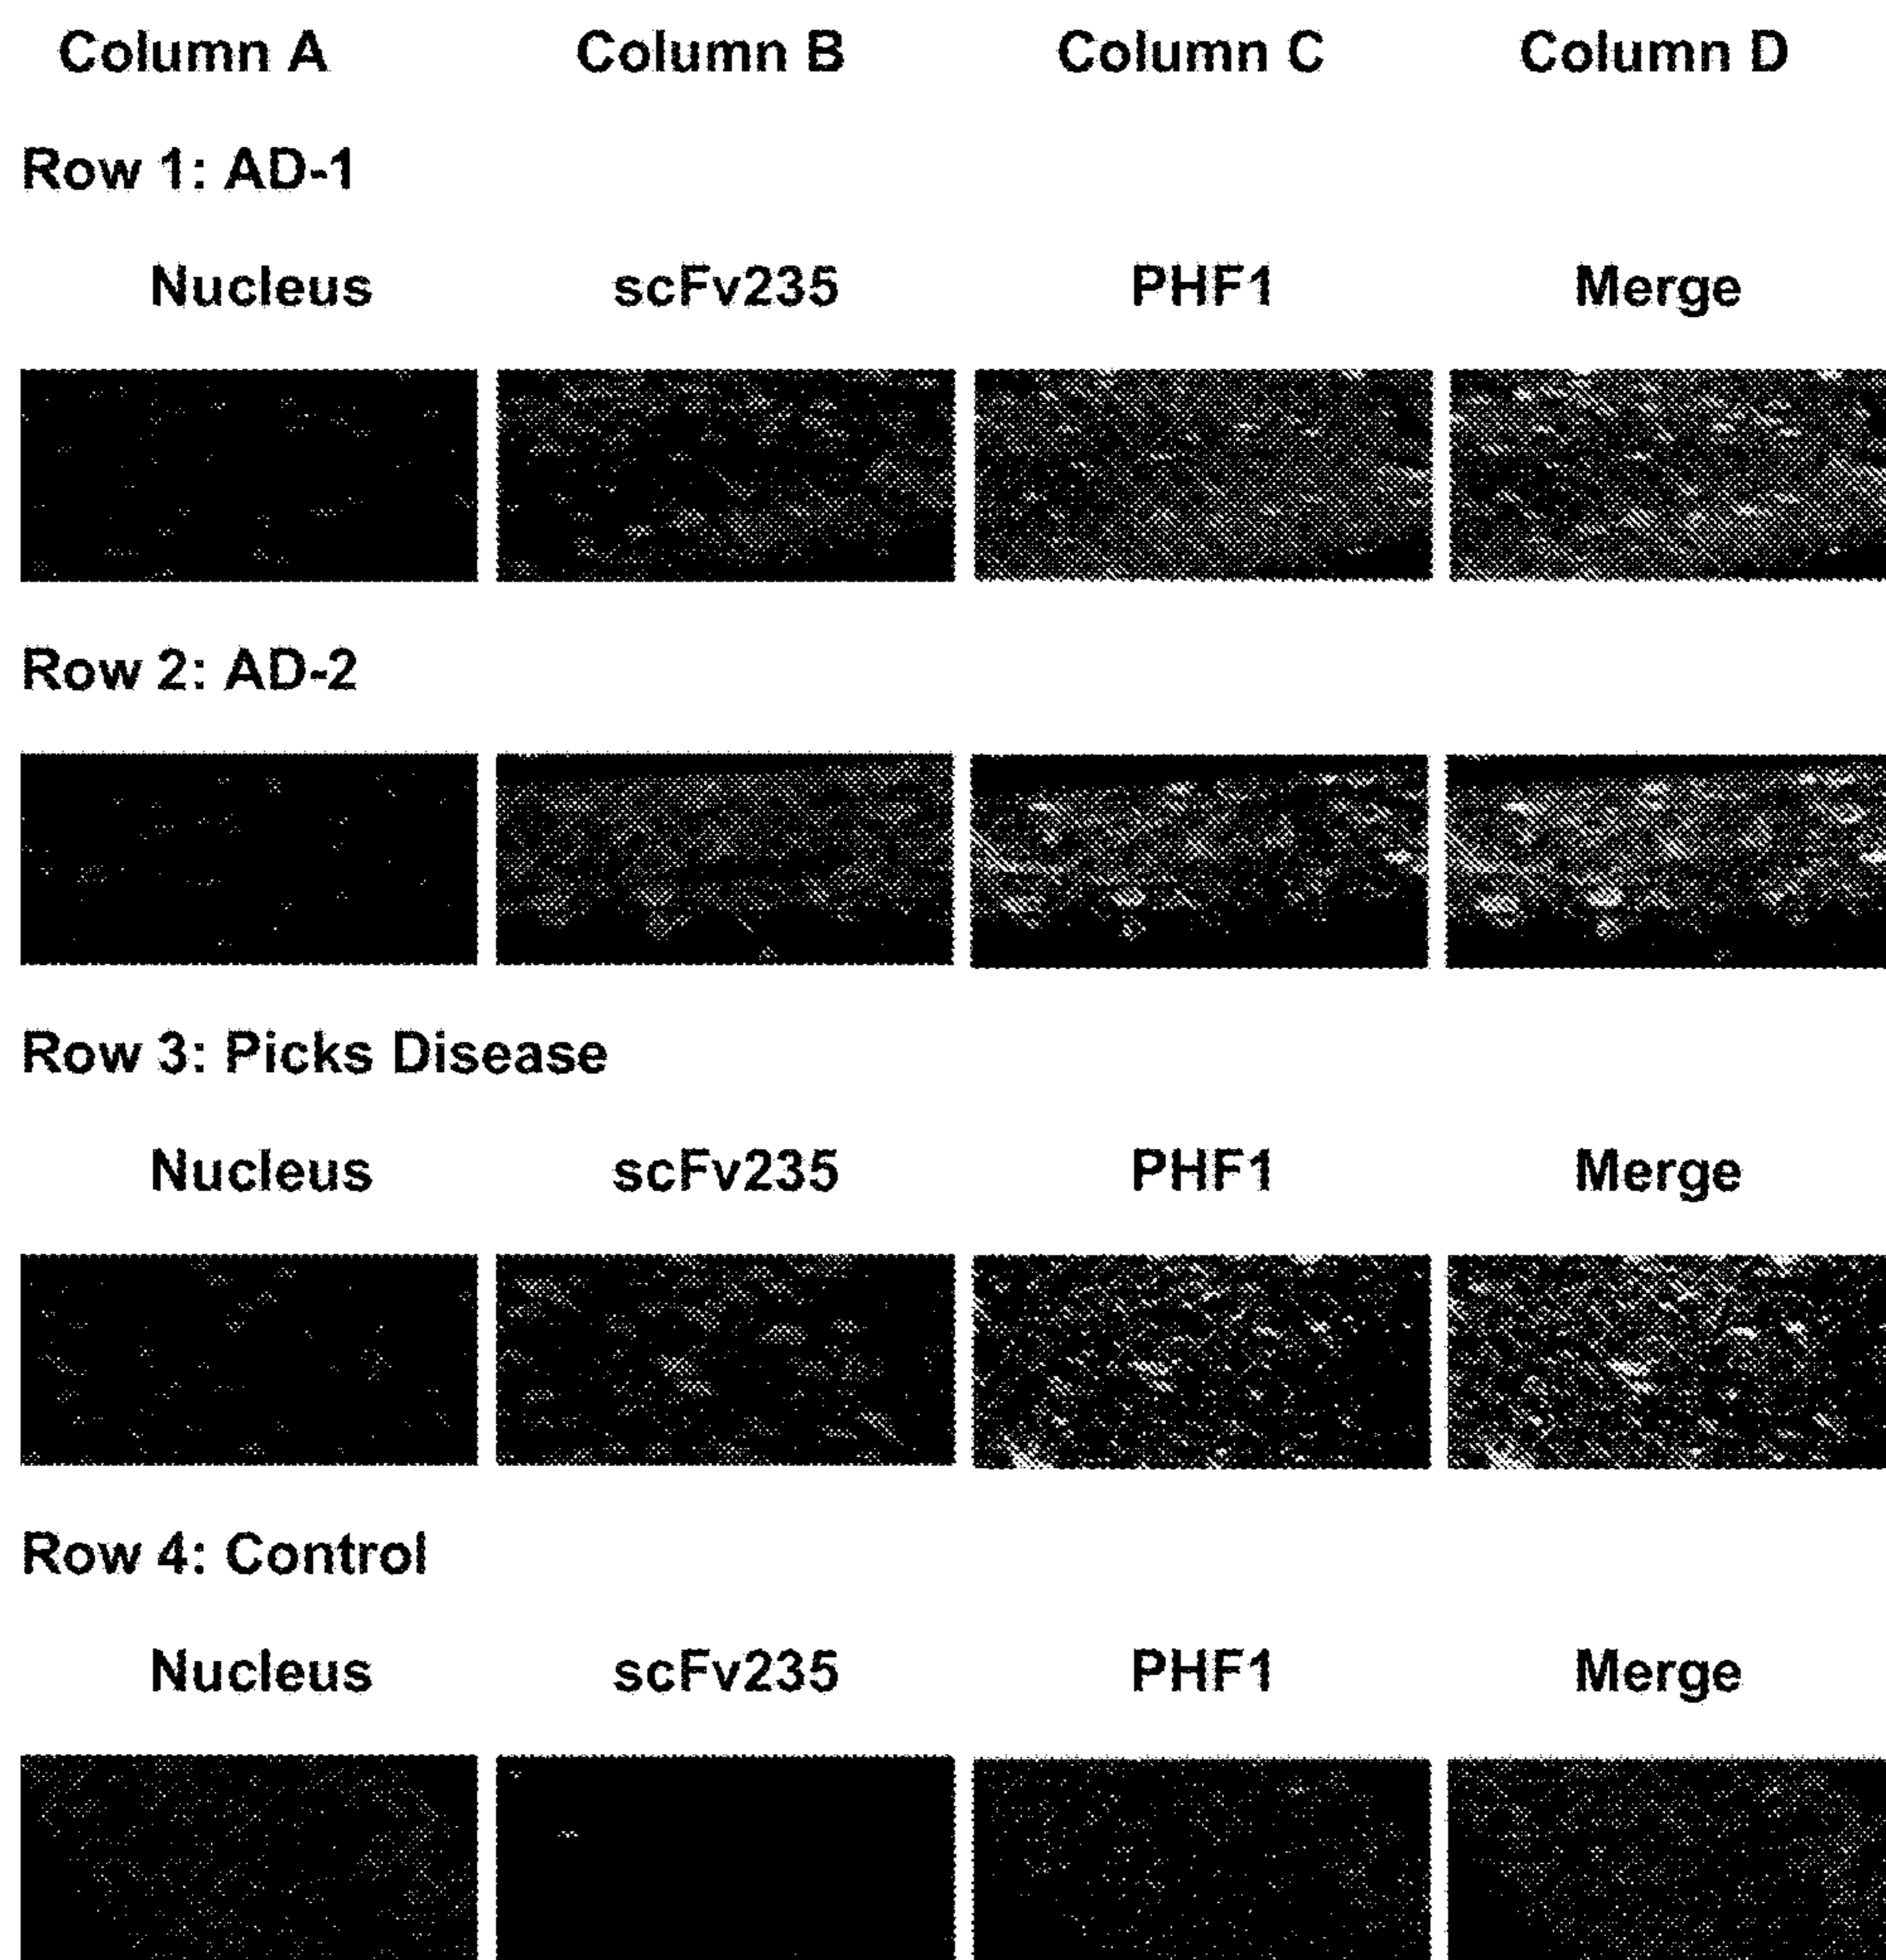 Column A Column B Column C Column D
Row 1: AD-1
Nucleus scFv235 PHF1 Merge
Row 2: AD-2
Row 3: Picks Disease
Nucleus scFv235 PHF1 Merge
Row 4: Control
Nucleus scFv235 PHF1 Merge